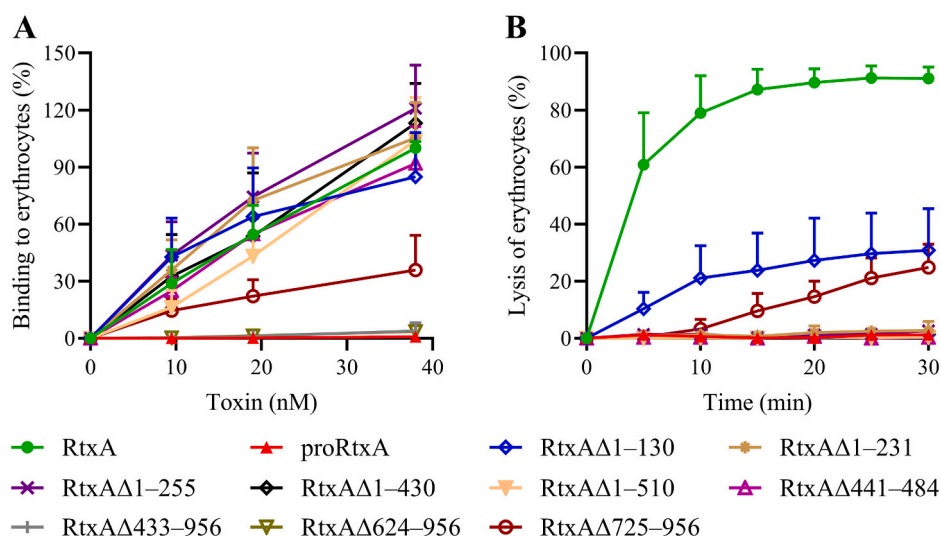 A
B
Binding to erythrocytes (%)
150
120
90
60
30
0
0
10
20
30
40
Toxin (nM)
Lysis of erythrocytes (%)
100
80
60
40
20
0
0
10
20
30
Time (min)
RtxA
proRtxA
RtxAΔ1–130
RtxAΔ1–231
RtxAΔ1–255
RtxAΔ1–430
RtxAΔ1–510
RtxAΔ441–484
RtxAΔ433–956
RtxAΔ624–956
RtxAΔ725–956